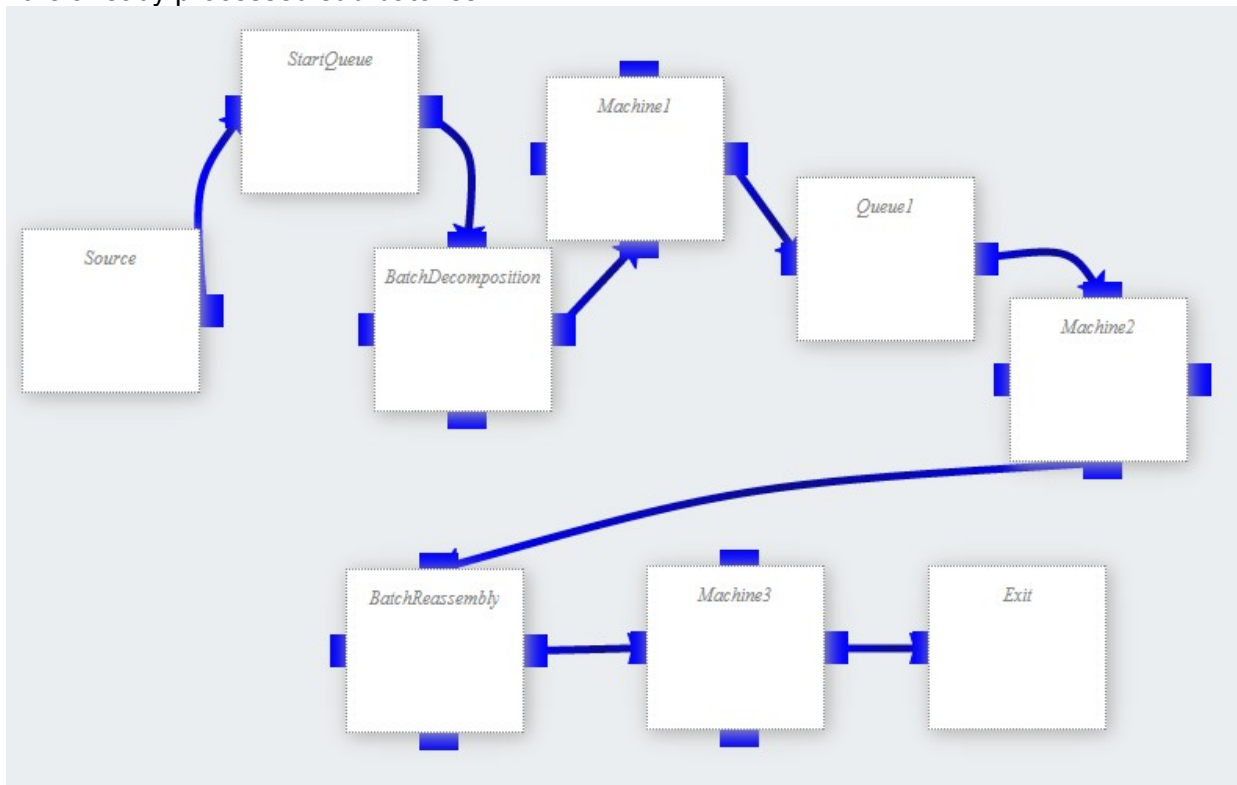 StartQueue
Machine1
Queue1
Source
BatchDecomposition
Machine2
BatchReassembly
Machine3
Exit